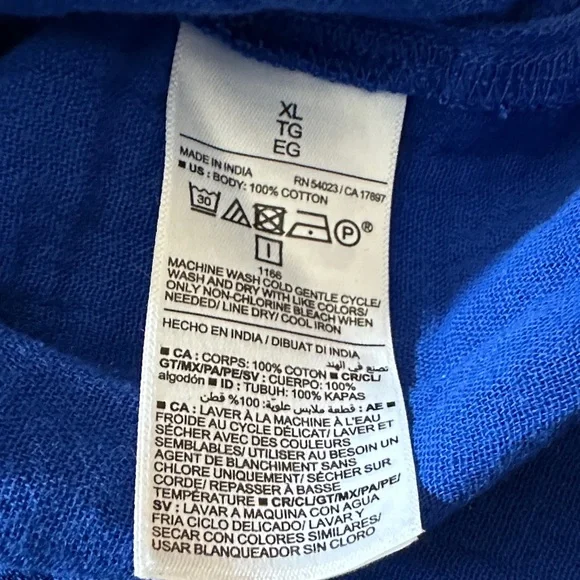 XL
TG
EG
MADE IN INDIA RN 54023 / CA 17897
■ US : BODY: 100% COTTON
30 P®
I
1166
MACHINE WASH COLD GENTLE CYCLE/
WASH AND DRY WITH LIKE COLORS/
ONLY NON-CHLORINE BLEACH WHEN
NEEDED/ LINE DRY/ COOL IRON
HECHO EN INDIA / DIBUAT DI INDIA
تصنع في الهند
■ CA : CORPS: 100% COTON ■ CR/CL/
GT/MX/PA/PE/SV : CUERPO: 100%
algodón ■ ID : TUBUH: 100% KAPAS
■ AE : قطعة ملابس علوية: 100% قطن
■ CA : LAVER À LA MACHINE À L'EAU
FROIDE AU CYCLE DÉLICAT/ LAVER ET
SÉCHER AVEC DES COULEURS
SEMBLABLES/ UTILISER AU BESOIN UN
AGENT DE BLANCHIMENT SANS
CHLORE UNIQUEMENT/ SÉCHER SUR
CORDE/ REPASSER À BASSE
TEMPÉRATURE ■ CR/CL/GT/MX/PA/PE/
SV : LAVAR A MAQUINA CON AGUA
FRIA CICLO DELICADO/ LAVAR Y
SECAR CON COLORES SIMILARES/
USAR BLANQUEADOR SIN CLORO